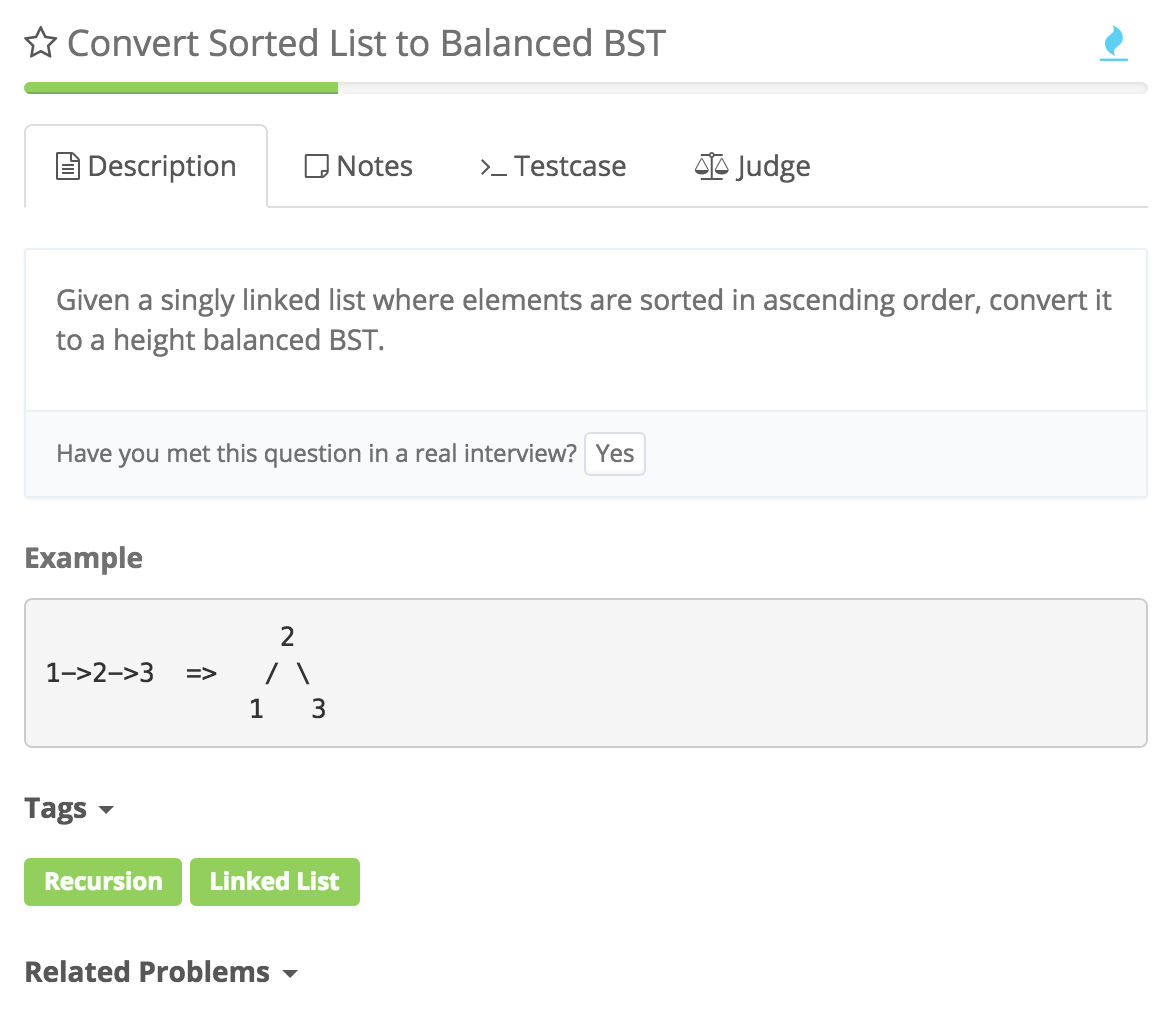 Convert Sorted List to Balanced BST
Description Notes >_ Testcase Judge
Given a singly linked list where elements are sorted in ascending order, convert it
to a height balanced BST.
Have you met this question in a real interview? Yes
Example
2
1->2->3 => / \
1 3
Tags
Recursion Linked List
Related Problems